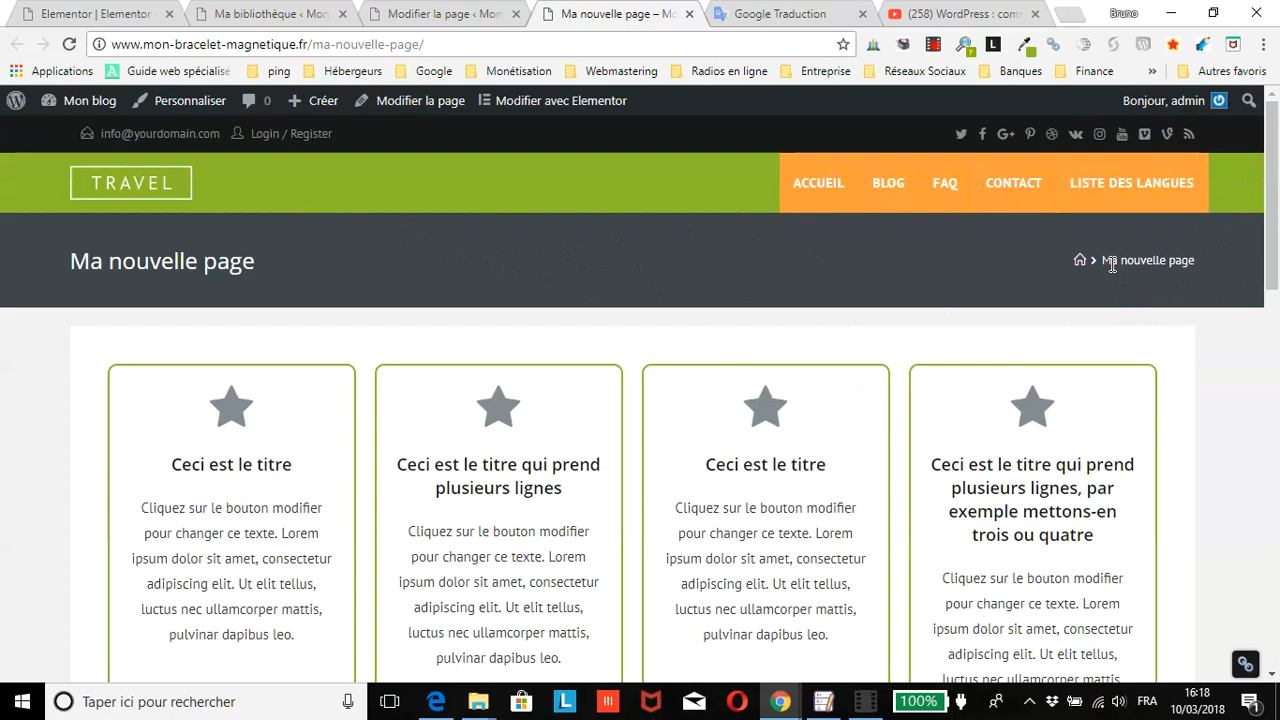 Elementor | Elementor
Ma bibliothèque ‹ Mon
Modifier la page ‹ Mon
Ma nouvelle page – Mo
Google Traduction
(258) WordPress : com
Bruno
www.mon-bracelet-magnetique.fr/ma-nouvelle-page/
Applications
Guide web spécialisé
ping
Hébergeurs
Google
Monétisation
Webmastering
Radios en ligne
Entreprise
Réseaux Sociaux
Banques
Finance
»
Autres favoris
Mon blog
Personnaliser
0
Créer
Modifier la page
Modifier avec Elementor
Bonjour, admin
info@yourdomain.com
Login / Register
TRAVEL
ACCUEIL
BLOG
FAQ
CONTACT
LISTE DES LANGUES
Ma nouvelle page
Ma nouvelle page
Ceci est le titre
Cliquez sur le bouton modifier
pour changer ce texte. Lorem
ipsum dolor sit amet, consectetur
adipiscing elit. Ut elit tellus,
luctus nec ullamcorper mattis,
pulvinar dapibus leo.
Ceci est le titre qui prend
plusieurs lignes
Cliquez sur le bouton modifier
pour changer ce texte. Lorem
ipsum dolor sit amet, consectetur
adipiscing elit. Ut elit tellus,
luctus nec ullamcorper mattis,
pulvinar dapibus leo.
Ceci est le titre
Cliquez sur le bouton modifier
pour changer ce texte. Lorem
ipsum dolor sit amet, consectetur
adipiscing elit. Ut elit tellus,
luctus nec ullamcorper mattis,
pulvinar dapibus leo.
Ceci est le titre qui prend
plusieurs lignes, par
exemple mettons-en
trois ou quatre
Cliquez sur le bouton modifier
pour changer ce texte. Lorem
ipsum dolor sit amet, consectetur
adipiscing elit. Ut elit tellus,
luctus nec ullamcorper mattis,
Taper ici pour rechercher
100%
FRA
16:18
10/03/2018